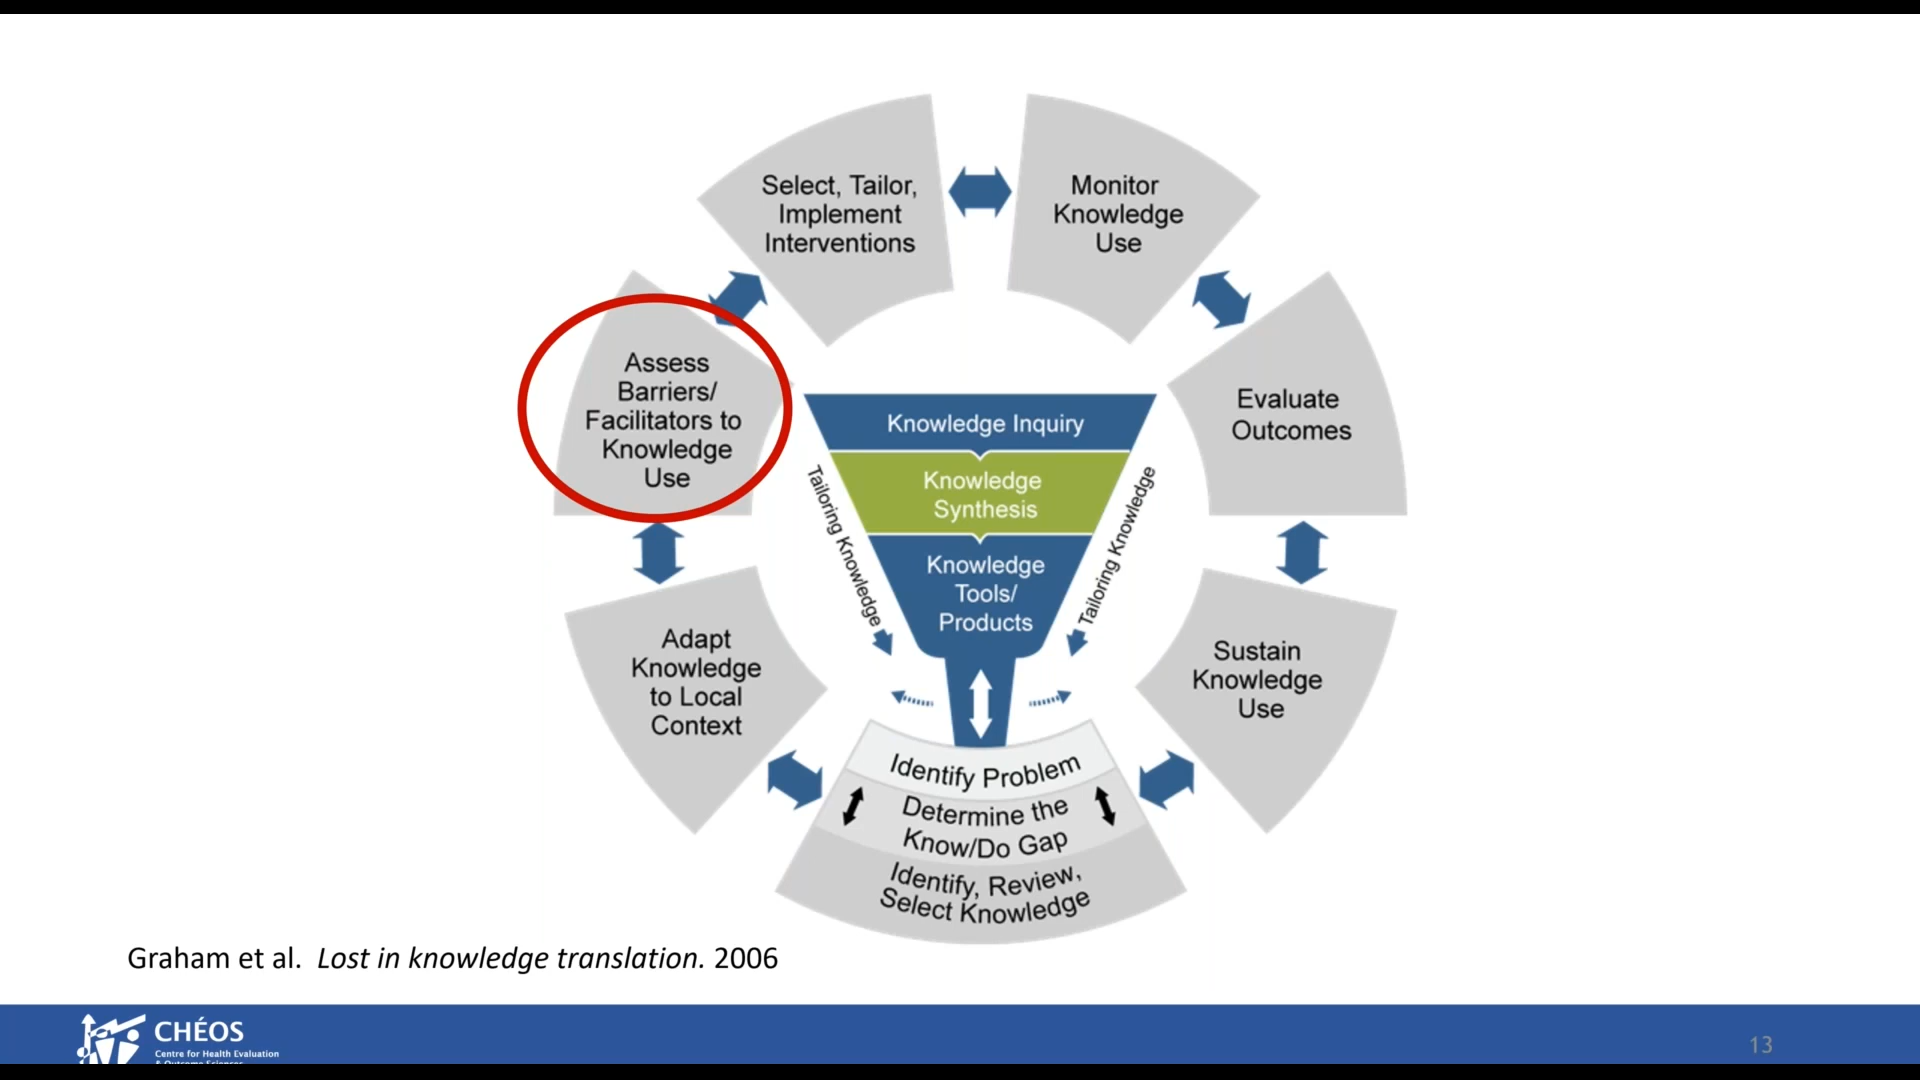 Select, Tailor,
Implement
Interventions
Monitor
Knowledge
Use
Assess
Barriers/
Facilitators to
Knowledge
Use
Evaluate
Outcomes
Knowledge Inquiry
Knowledge
Synthesis
Knowledge
Tools/
Products
Tailoring Knowledge
Tailoring Knowledge
Adapt
Knowledge
to Local
Context
Sustain
Knowledge
Use
Identify Problem
Determine the
Know/Do Gap
Identify, Review,
Select Knowledge
Graham et al. Lost in knowledge translation. 2006
CHÉOS
Centre for Health Evaluation
& Outcome Sciences
13